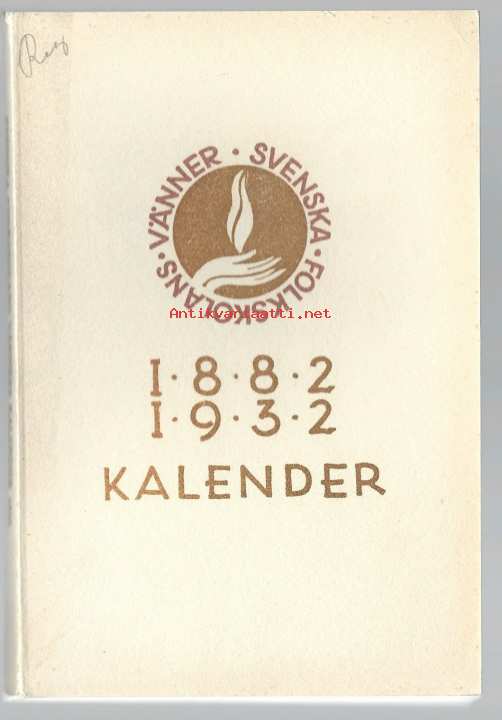 SVENSKA · FOLKSKOLANS · VÄNNER ·
Antikvariaatti.net
1·8·8·2
1·9·3·2
KALENDER